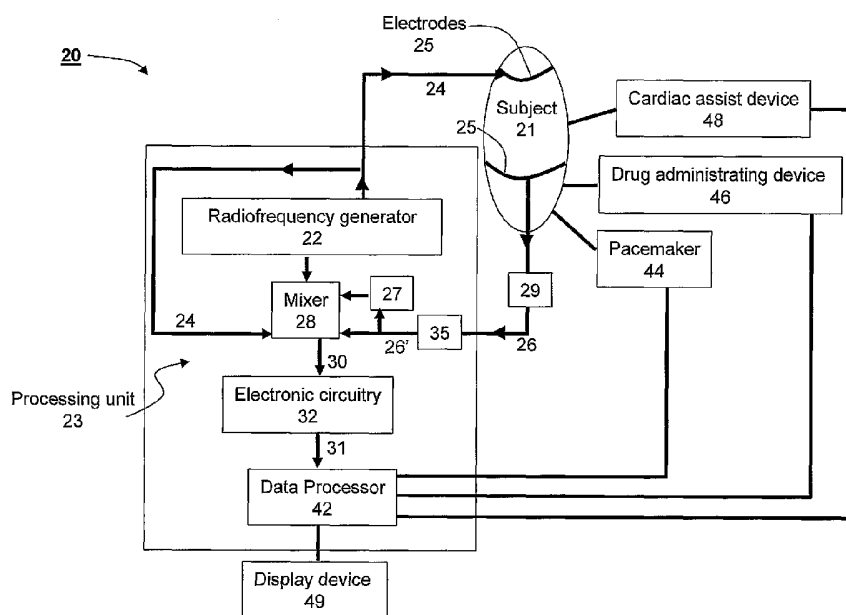 Electrodes
25
20
24
Subject
21
25
Cardiac assist device
48
Drug administrating device
46
Pacemaker
44
Radiofrequency generator
22
27
29
Mixer
28
24
35
26'
26
30
Processing unit
23
Electronic circuitry
32
31
Data Processor
42
Display device
49